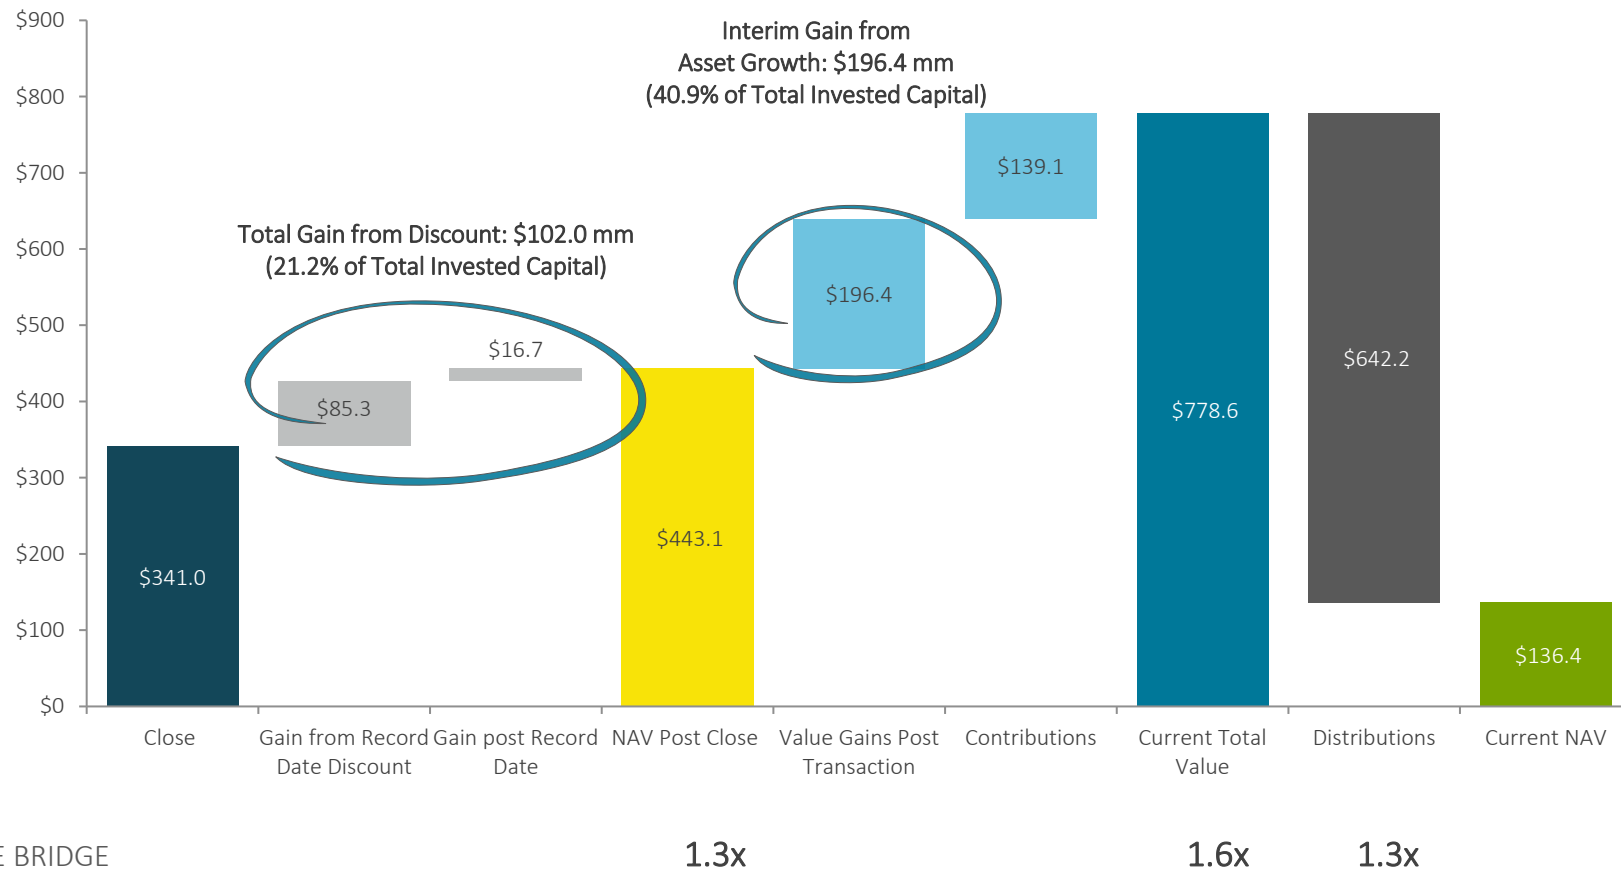 $900
$800
$700
$600
$500
$400
$300
$200
$100
$0
Interim Gain from
Asset Growth: $196.4 mm
(40.9% of Total Invested Capital)
Total Gain from Discount: $102.0 mm
(21.2% of Total Invested Capital)
$341.0
$85.3
$16.7
$443.1
$196.4
$139.1
$778.6
$642.2
$136.4
Close
Gain from Record
Date Discount
Gain post Record
Date
NAV Post Close
Value Gains Post
Transaction
Contributions
Current Total
Value
Distributions
Current NAV
E BRIDGE
1.3x
1.6x
1.3x